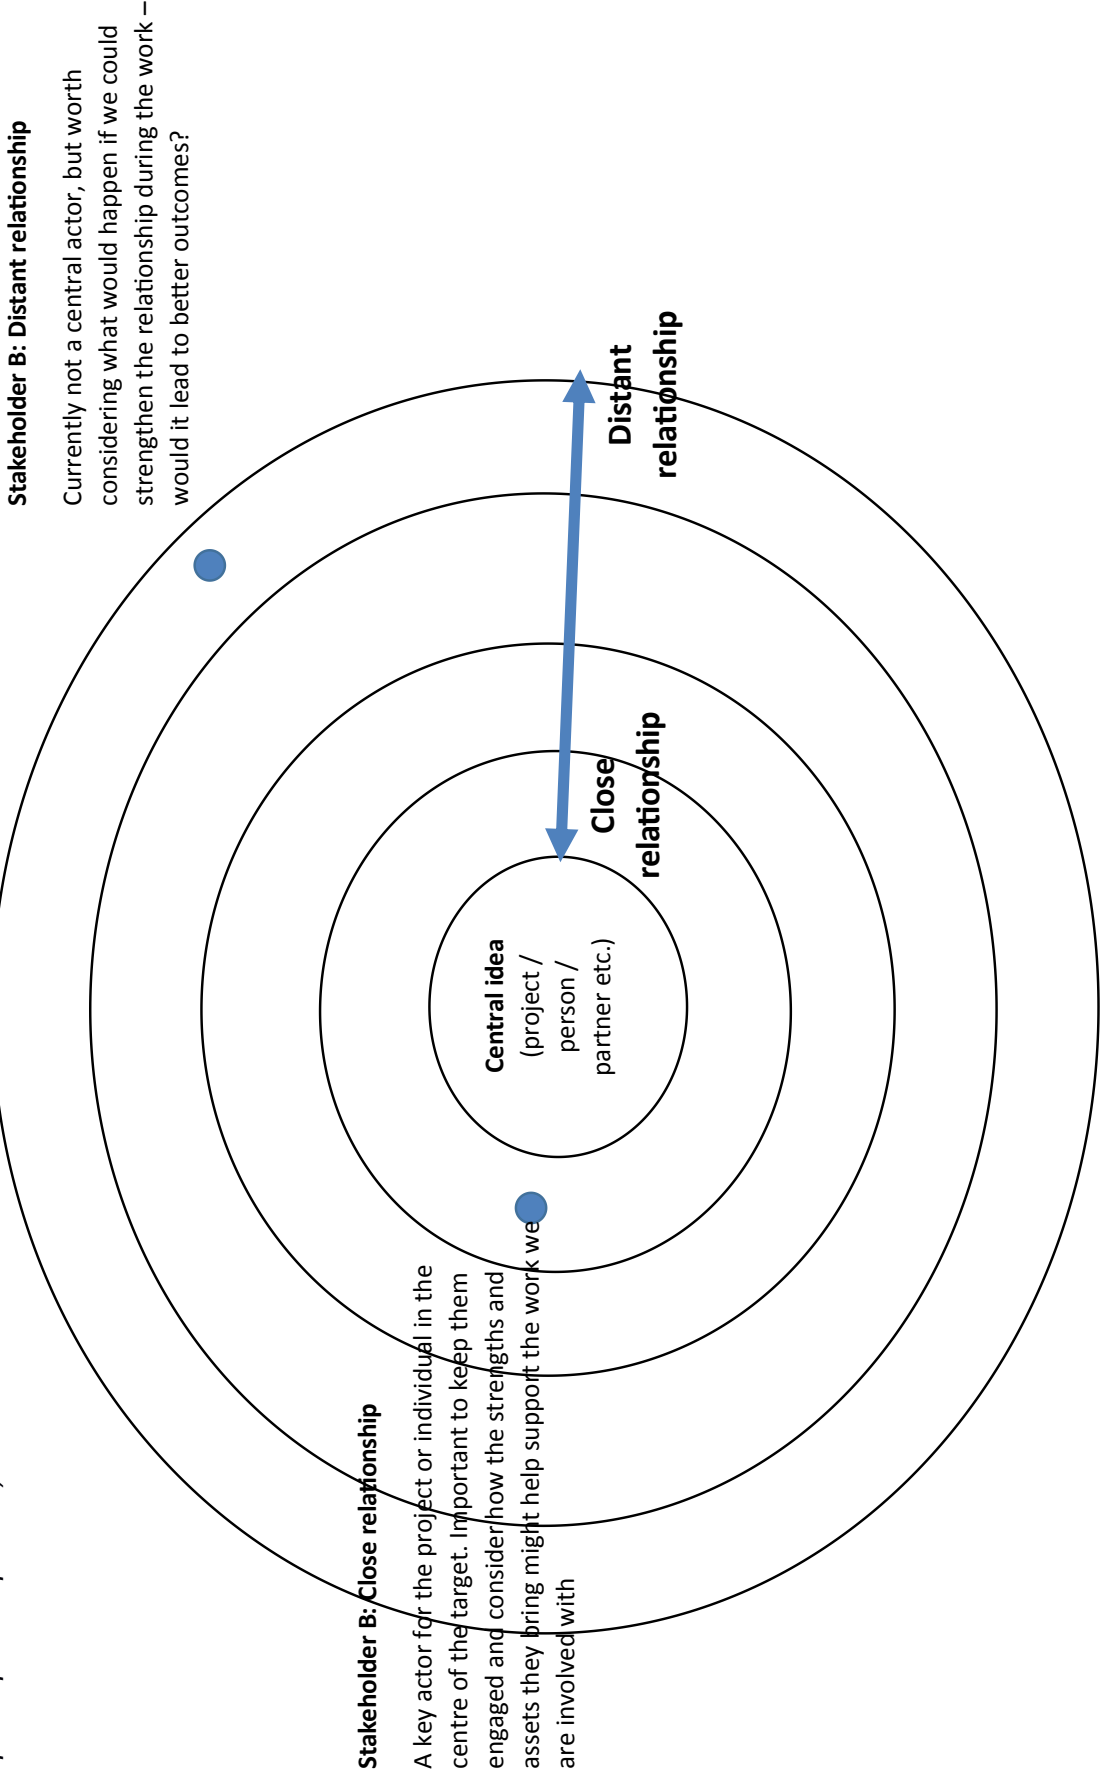 Stakeholder B: Distant relationship
Currently not a central actor, but worth
considering what would happen if we could
strengthen the relationship during the work –
would it lead to better outcomes?
Distant
relationship
Close
relationship
Central idea
(project /
person /
partner etc.)
Stakeholder B: Close relationship
A key actor for the project or individual in the
centre of the target. Important to keep them
engaged and consider how the strengths and
assets they bring might help support the work we
are involved with